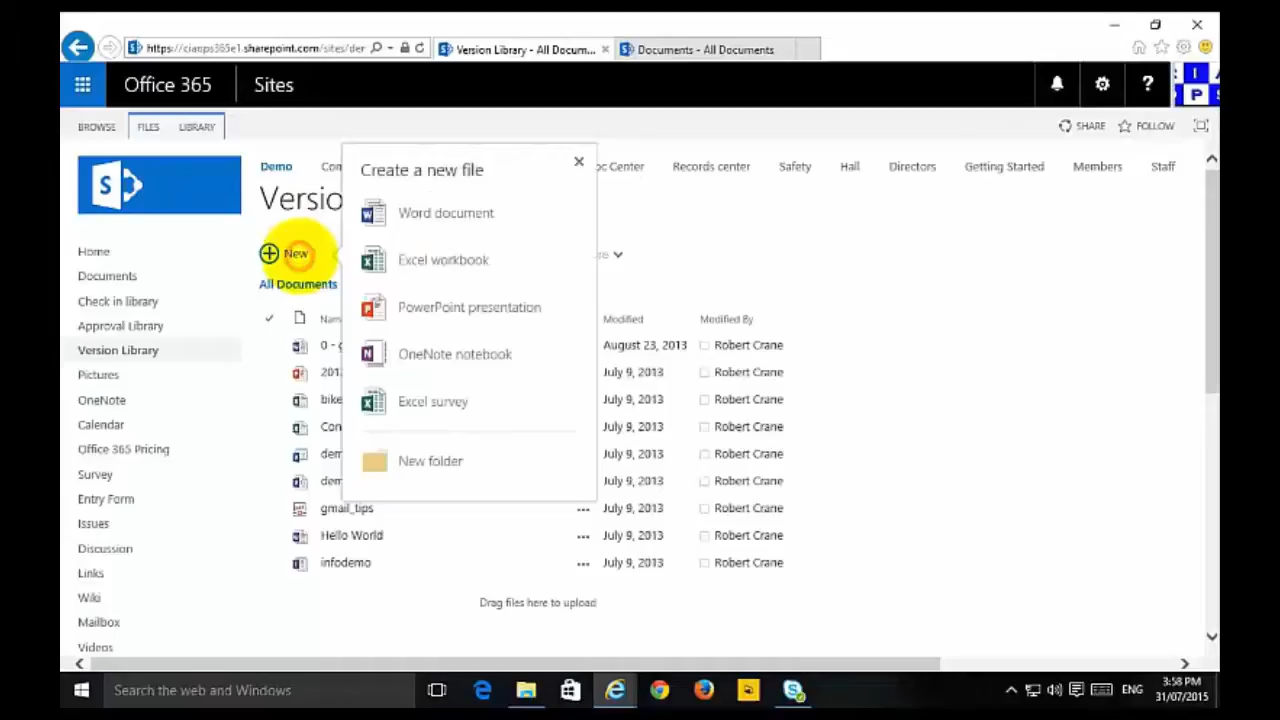 https://ciaops365e1.sharepoint.com/sites/der
Version Library - All Docum...
Documents - All Documents
Office 365
Sites
I
P
BROWSE
FILES
LIBRARY
SHARE
FOLLOW
Create a new file
Word document
Excel workbook
PowerPoint presentation
OneNote notebook
Excel survey
New folder
Demo
Records center
Safety
Hall
Directors
Getting Started
Members
Staff
New
All Documents
Home
Documents
Check in library
Approval Library
Version Library
Pictures
OneNote
Calendar
Office 365 Pricing
Survey
Entry Form
Issues
Discussion
Links
Wiki
Mailbox
Videos
Modified
Modified By
August 23, 2013 Robert Crane
July 9, 2013 Robert Crane
bike July 9, 2013 Robert Crane
July 9, 2013 Robert Crane
July 9, 2013 Robert Crane
July 9, 2013 Robert Crane
gmail_tips ... July 9, 2013 Robert Crane
Hello World ... July 9, 2013 Robert Crane
infodemo ... July 9, 2013 Robert Crane
Drag files here to upload
Search the web and Windows
ENG
3:58 PM
31/07/2015